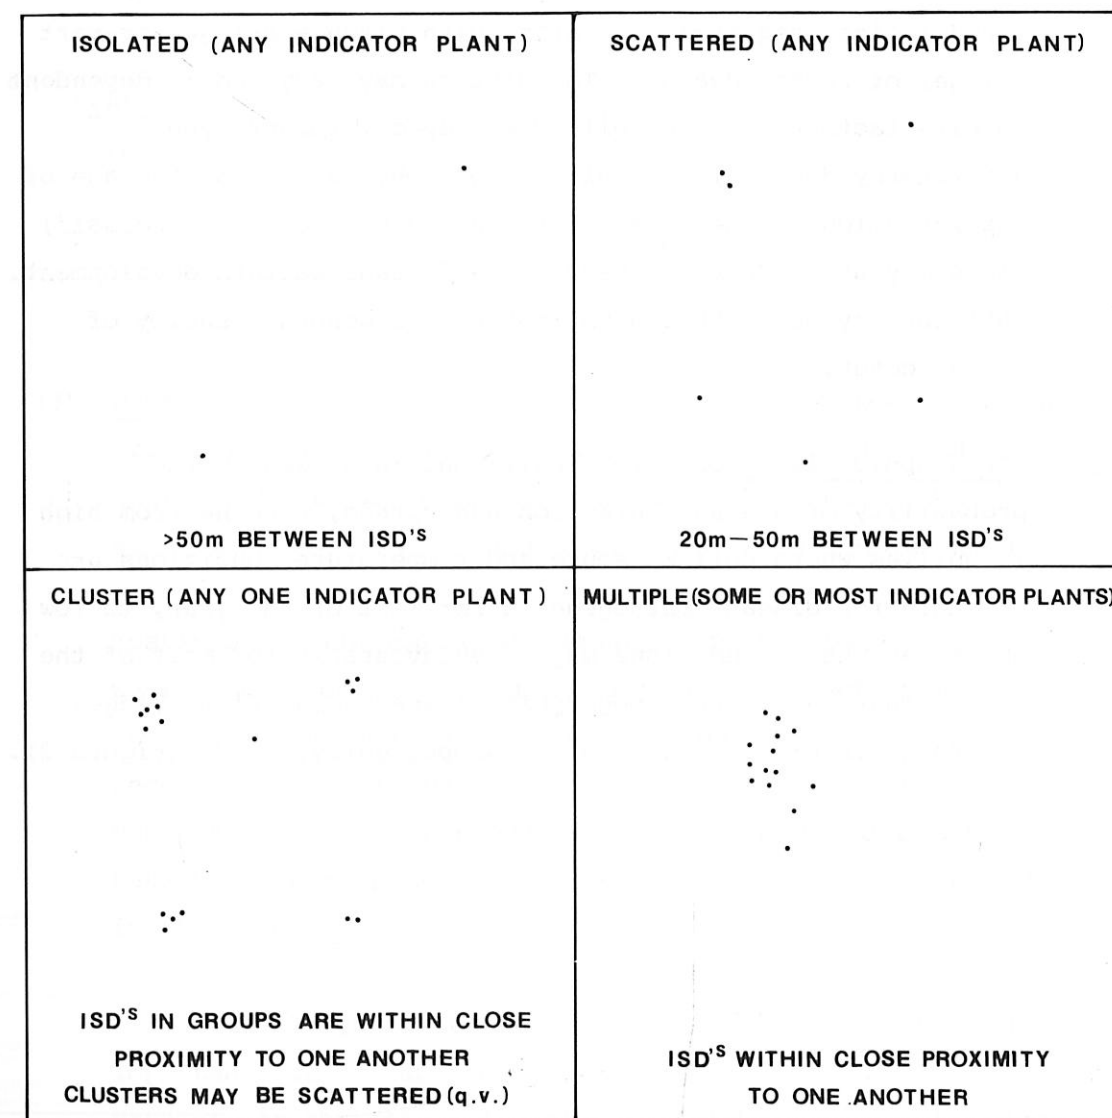 ISOLATED (ANY INDICATOR PLANT)
>50m BETWEEN ISD'S
SCATTERED (ANY INDICATOR PLANT)
20m—50m BETWEEN ISD'S
CLUSTER (ANY ONE INDICATOR PLANT)
ISD'S IN GROUPS ARE WITHIN CLOSE
PROXIMITY TO ONE ANOTHER
CLUSTERS MAY BE SCATTERED (q.v.)
MULTIPLE (SOME OR MOST INDICATOR PLANTS)
ISD'S WITHIN CLOSE PROXIMITY
TO ONE ANOTHER